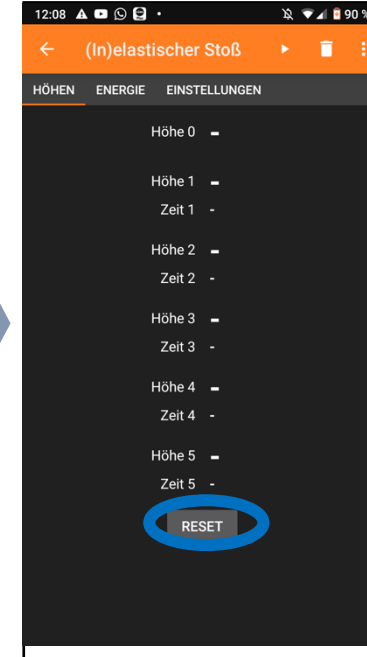 12:08 90 %
(In)elastischer Stoß
HÖHEN ENERGIE EINSTELLUNGEN
Höhe 0 -
Höhe 1 -
Zeit 1 -
Höhe 2 -
Zeit 2 -
Höhe 3 -
Zeit 3 -
Höhe 4 -
Zeit 4 -
Höhe 5 -
Zeit 5 -
RESET